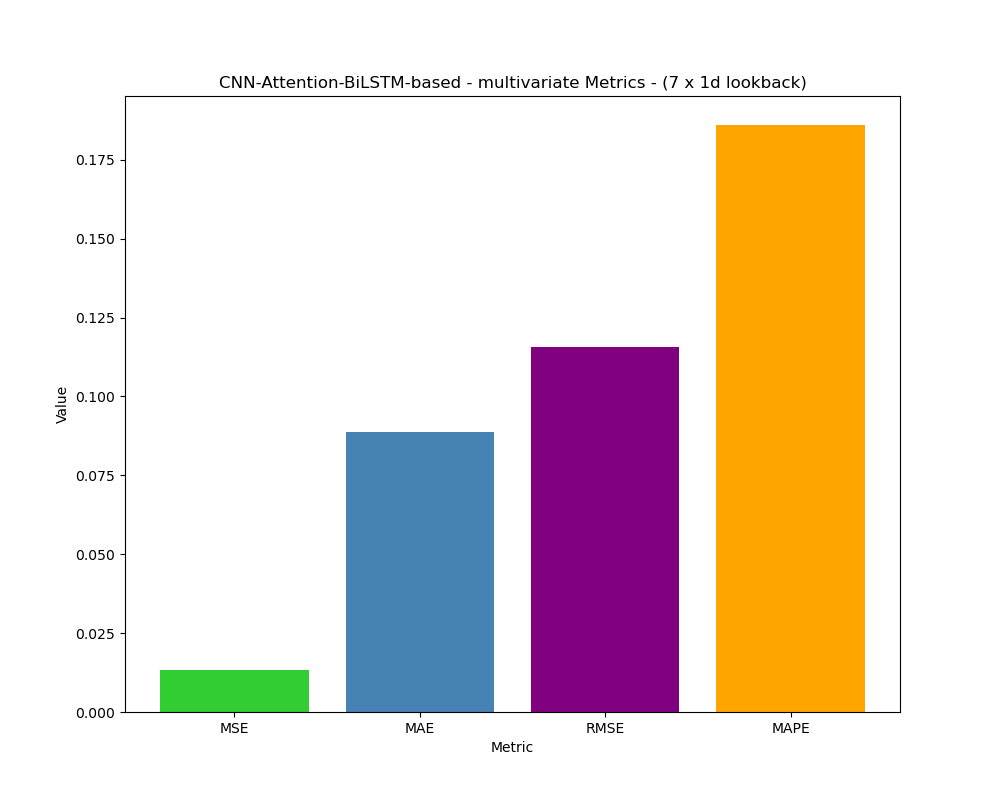 CNN-Attention-BiLSTM-based - multivariate Metrics - (7 x 1d lookback)
0.175
0.150
0.125
0.100
0.075
0.050
0.025
0.000
Value
MSE MAE RMSE MAPE
Metric